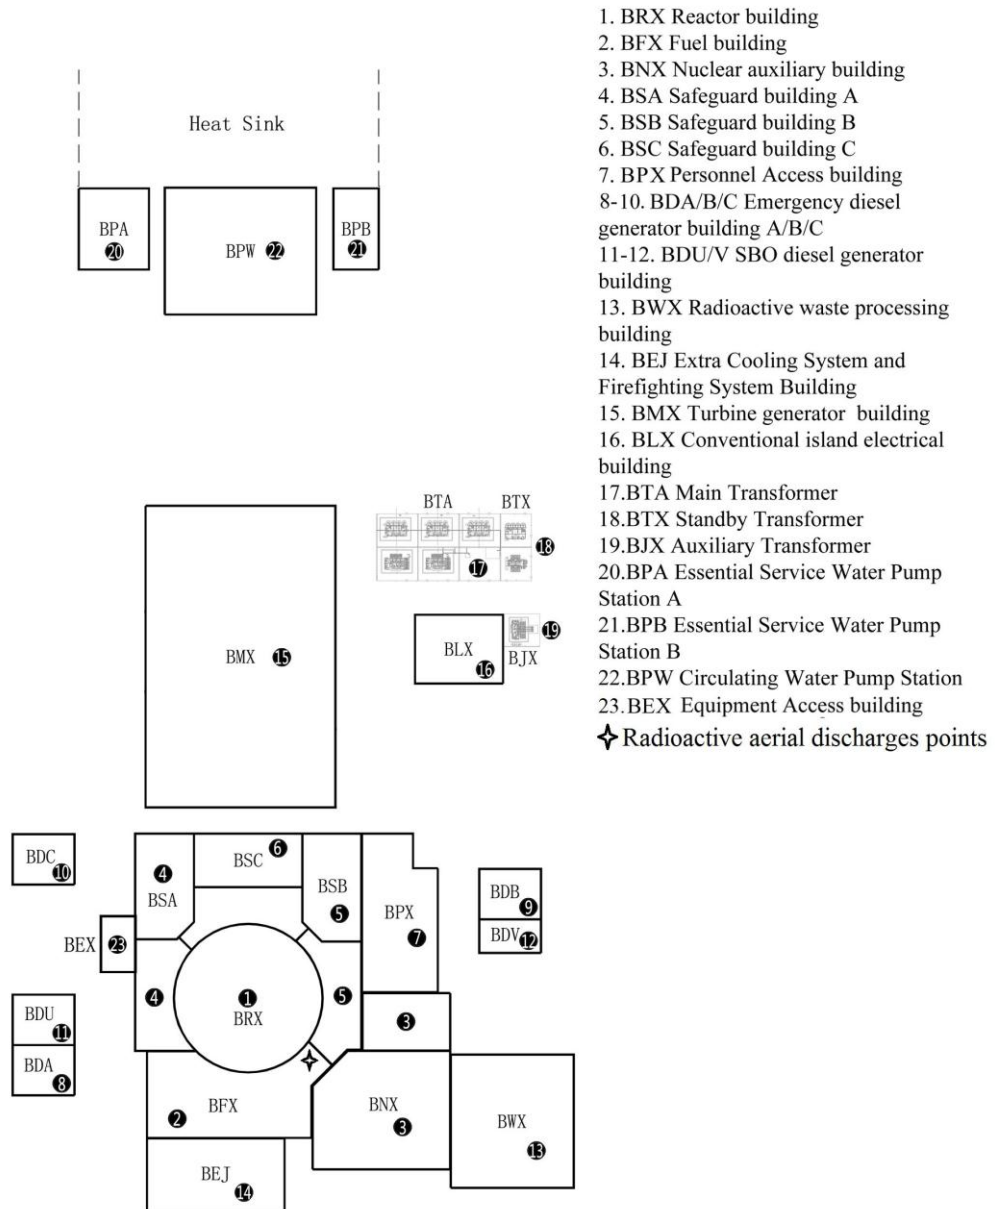 Heat Sink
BPA
20
BPW 22
BPB
21
BTA
BTX
18
17
BMX 15
BLX
16
19
BJX
BDC
10
4
BSA
BSC
6
BSB
5
BPX
7
BDB
9
BDV
12
BEX
23
4
1
BRX
5
3
BDU
11
BDA
8
BFX
2
BNX
3
BWX
13
BEJ
14
1. BRX Reactor building
2. BFX Fuel building
3. BNX Nuclear auxiliary building
4. BSA Safeguard building A
5. BSB Safeguard building B
6. BSC Safeguard building C
7. BPX Personnel Access building
8-10. BDA/B/C Emergency diesel
generator building A/B/C
11-12. BDU/V SBO diesel generator
building
13. BWX Radioactive waste processing
building
14. BEJ Extra Cooling System and
Firefighting System Building
15. BMX Turbine generator building
16. BLX Conventional island electrical
building
17.BTA Main Transformer
18.BTX Standby Transformer
19.BJX Auxiliary Transformer
20.BPA Essential Service Water Pump
Station A
21.BPB Essential Service Water Pump
Station B
22.BPW Circulating Water Pump Station
23.BEX Equipment Access building
Radioactive aerial discharges points